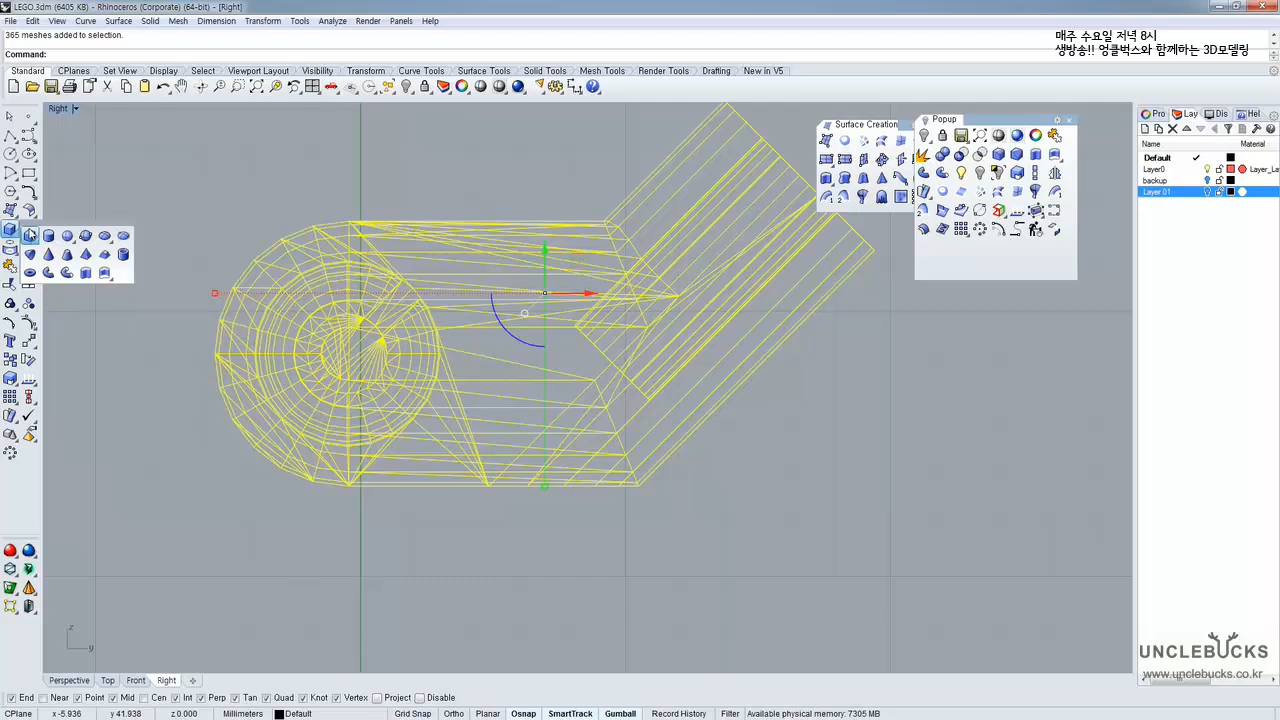 LEGO.3dm (6405 KB) - Rhinoceros (Corporate) (64-bit) - [Right]
File Edit View Curve Surface Solid Mesh Dimension Transform Tools Analyze Render Panels Help
365 meshes added to selection.
매주 수요일 저녁 8시
생방송!! 엉클벅스와 함께하는 3D모델링
Command:
Standard CPlanes Set View Display Select Viewport Layout Visibility Transform Curve Tools Surface Tools Solid Tools Mesh Tools Render Tools Drafting New in V5
Right
Surface Creation
Popup
Pro Lay Dis Hel
Name Material
Default
Layer0 Layer_La
backup
Layer 01
z
y
UNCLEBUCKS
www.unclebucks.co.kr
Perspective Top Front Right
End Near Point Mid Cen Int Perp Tan Quad Knot Vertex Project Disable
CPlane x -5.936 y 41.938 z 0.000 Millimeters Default Grid Snap Ortho Planar Osnap SmartTrack Gumball Record History Filter Available physical memory: 7305 MB